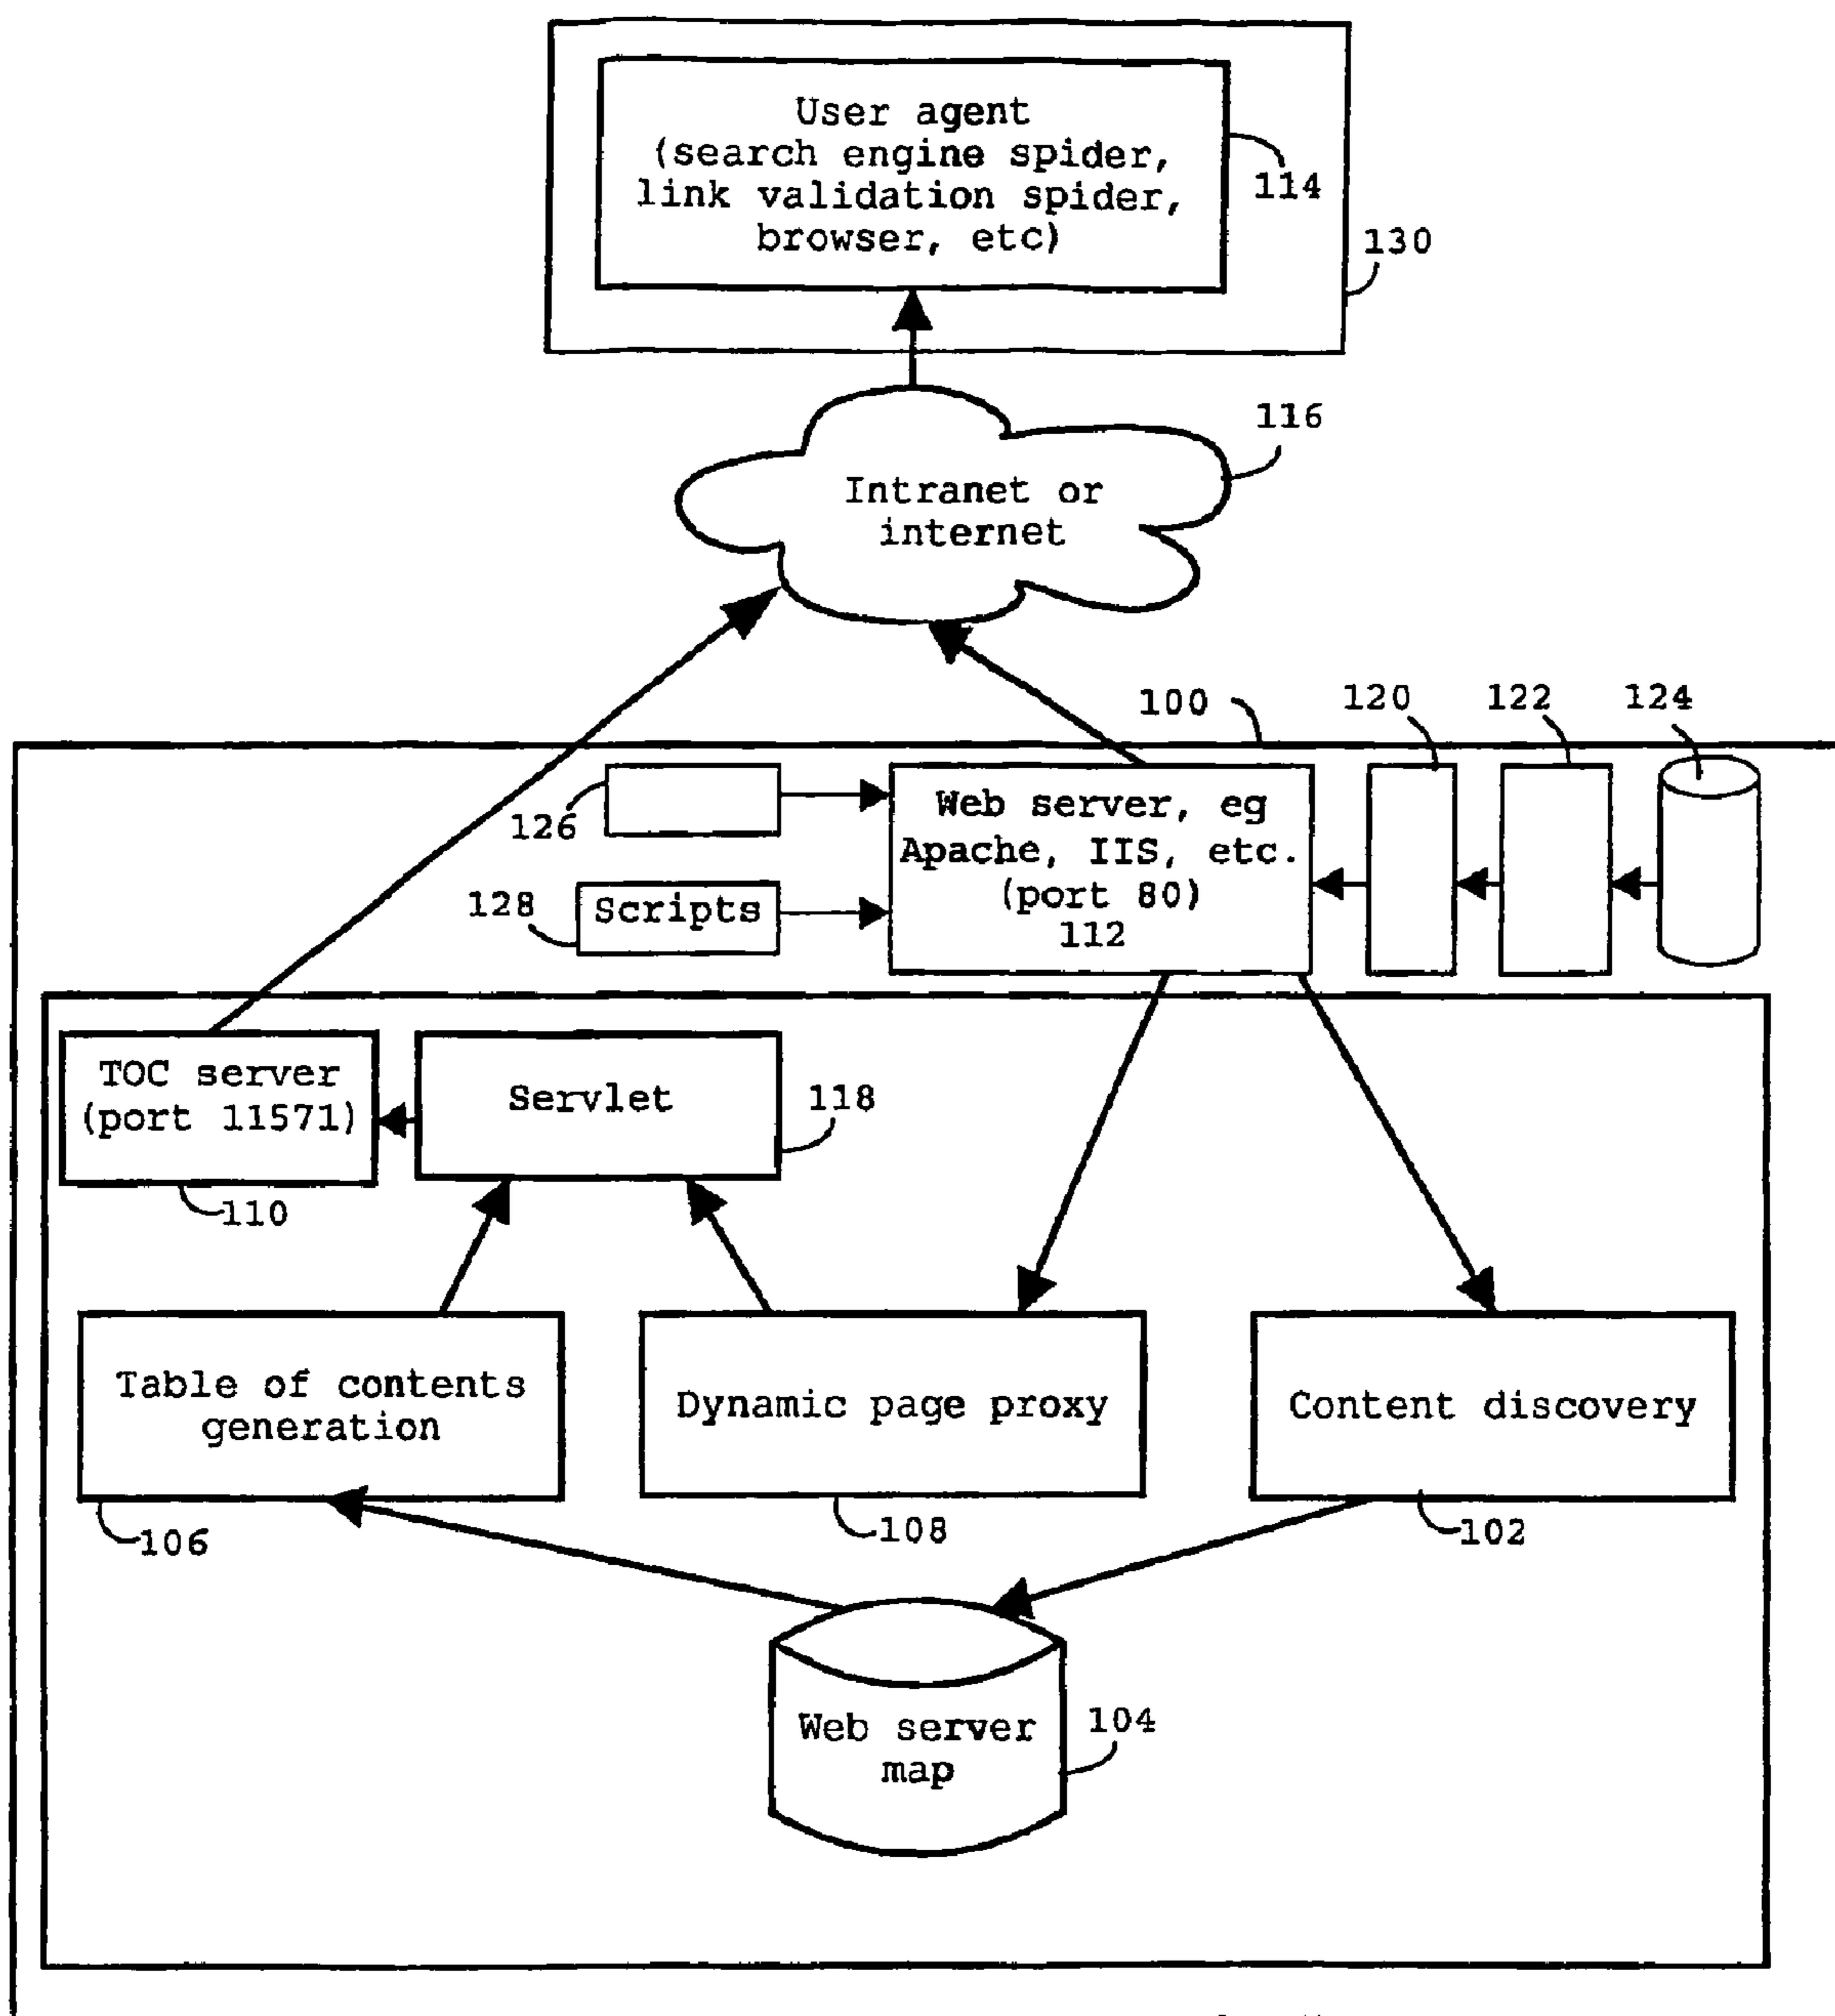 User agent
(search engine spider,
link validation spider,
browser, etc)
114
130
116
Intranet or
internet
100
120
122
124
126
Web server, eg
Apache, IIS, etc.
(port 80)
112
128
Scripts
TOC server
(port 11571)
110
Servlet
118
Table of contents
generation
106
Dynamic page proxy
108
Content discovery
102
Web server
map
104